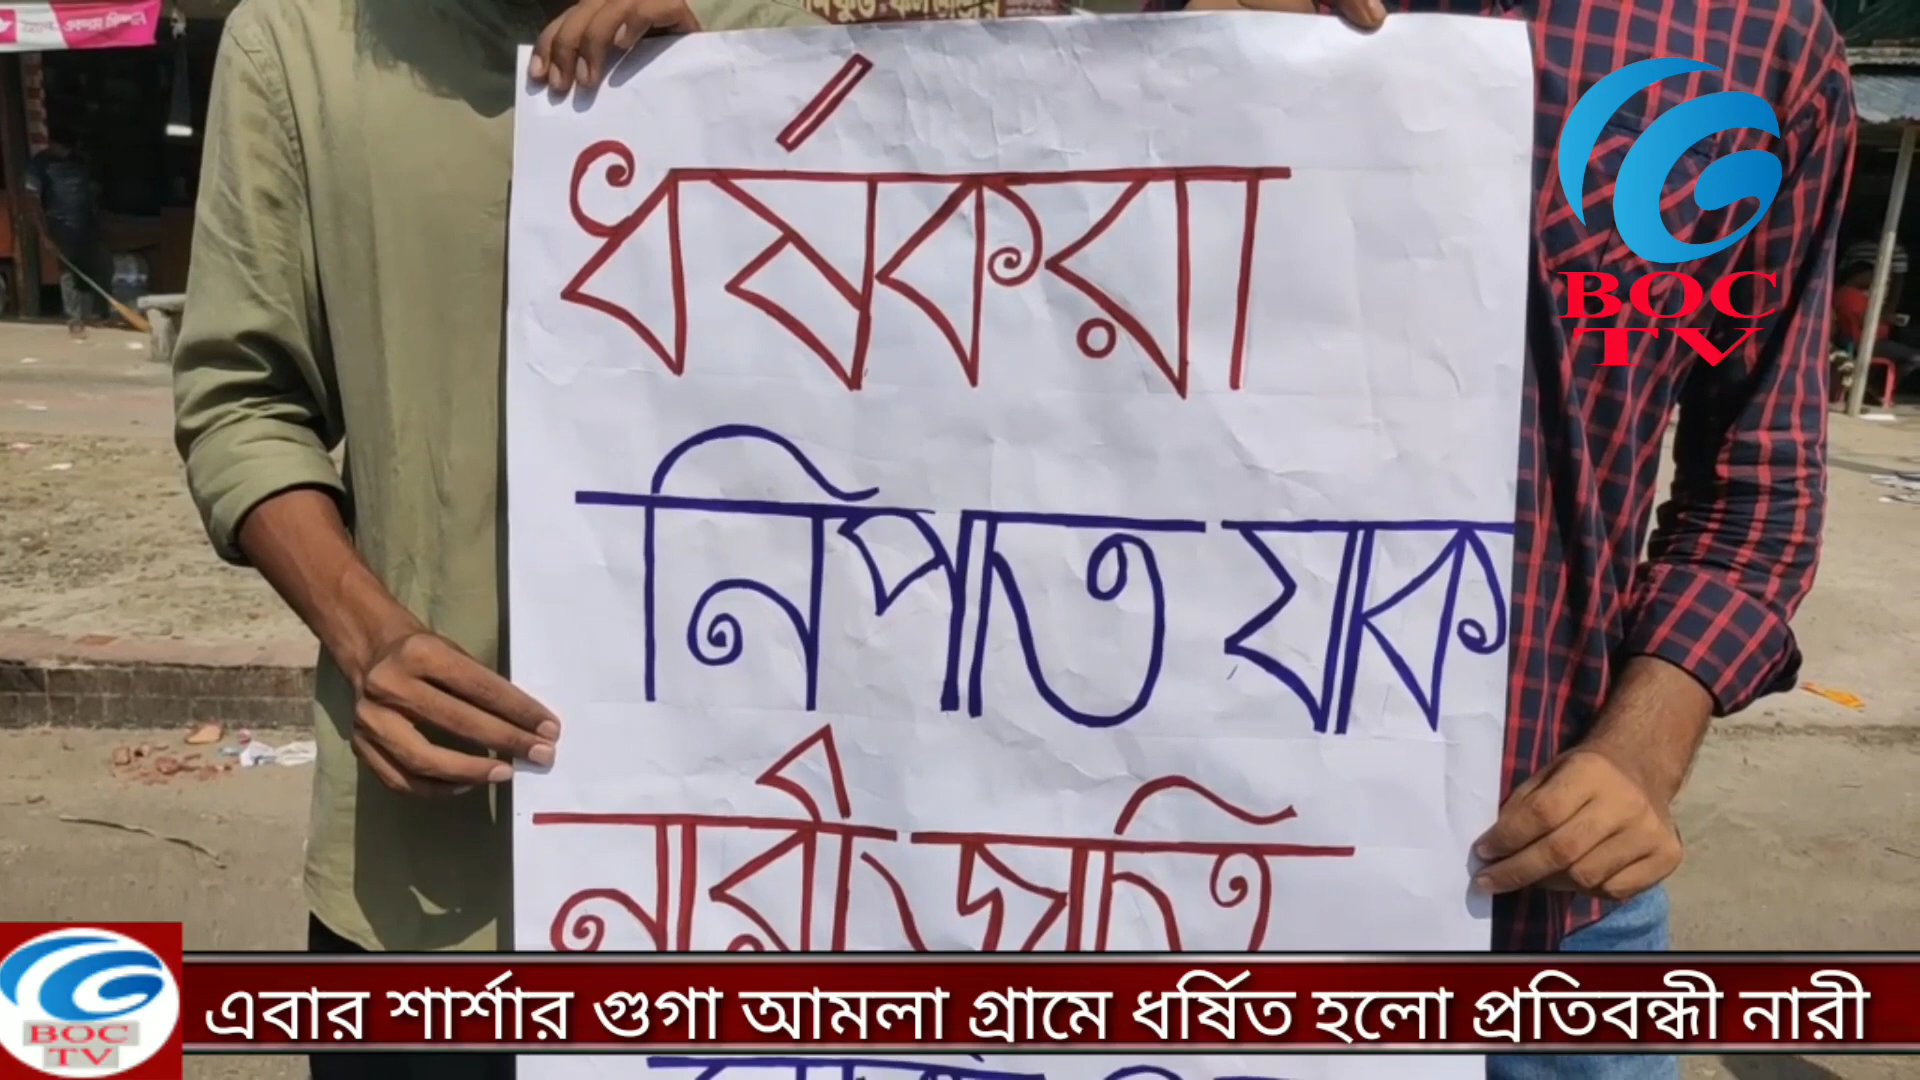 ধর্ষকরা
নিপাত যাক
নারী জাতি
BOC
TV
BOC
TV
এবার শার্শার গুগা আমলা গ্রামে ধর্ষিত হলো প্রতিবন্ধী নারী